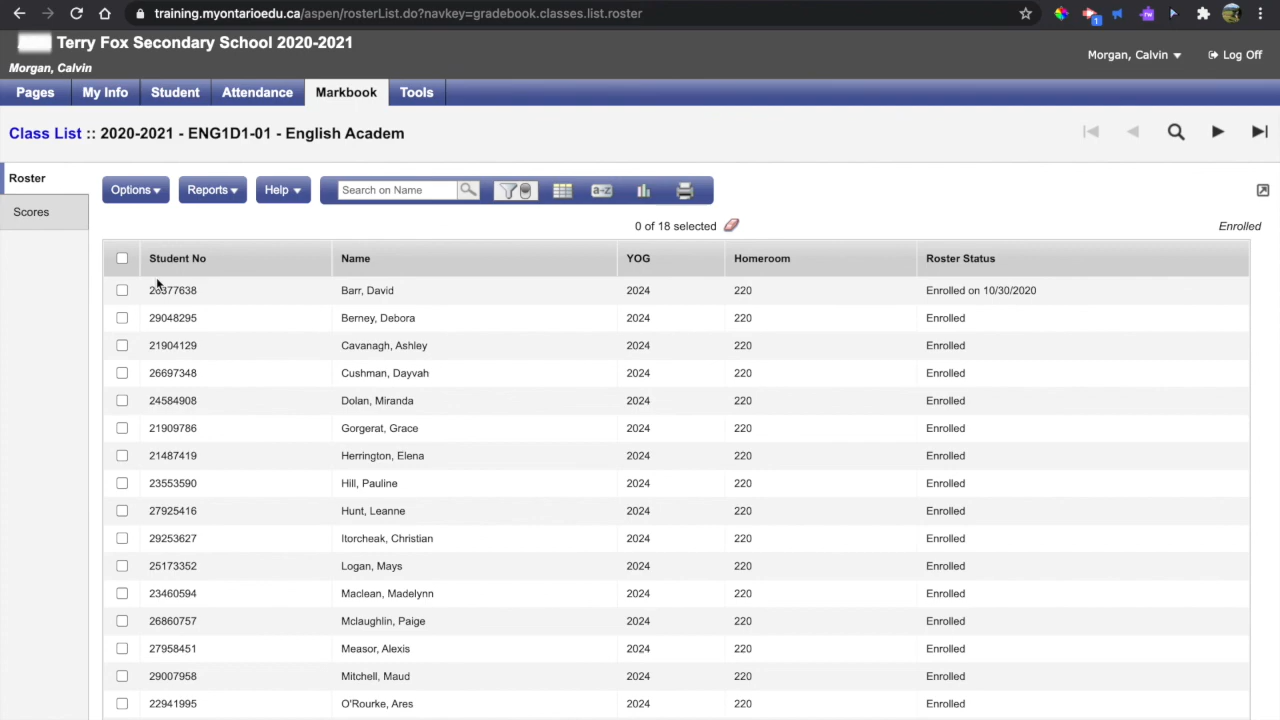 training.myontarioedu.ca/aspen/rosterList.do?navkey=gradebook.classes.list.roster
1
Terry Fox Secondary School 2020-2021
Morgan, Calvin
Morgan, Calvin
Log Off
Pages
My Info
Student
Attendance
Markbook
Tools
Class List :: 2020-2021 - ENG1D1-01 - English Academ
Roster
Scores
Options
Reports
Help
Search on Name
a-z
0 of 18 selected
Enrolled
Student No Name YOG Homeroom Roster Status
Barr, David 2024 220 Enrolled on 10/30/2020
29048295 Berney, Debora 2024 220 Enrolled
21904129 Cavanagh, Ashley 2024 220 Enrolled
26697348 Cushman, Dayvah 2024 220 Enrolled
24584908 Dolan, Miranda 2024 220 Enrolled
21909786 Gorgerat, Grace 2024 220 Enrolled
21487419 Herrington, Elena 2024 220 Enrolled
23553590 Hill, Pauline 2024 220 Enrolled
27925416 Hunt, Leanne 2024 220 Enrolled
29253627 Itorcheak, Christian 2024 220 Enrolled
25173352 Logan, Mays 2024 220 Enrolled
23460594 Maclean, Madelynn 2024 220 Enrolled
26860757 Mclaughlin, Paige 2024 220 Enrolled
27958451 Measor, Alexis 2024 220 Enrolled
29007958 Mitchell, Maud 2024 220 Enrolled
22941995 O'Rourke, Ares 2024 220 Enrolled